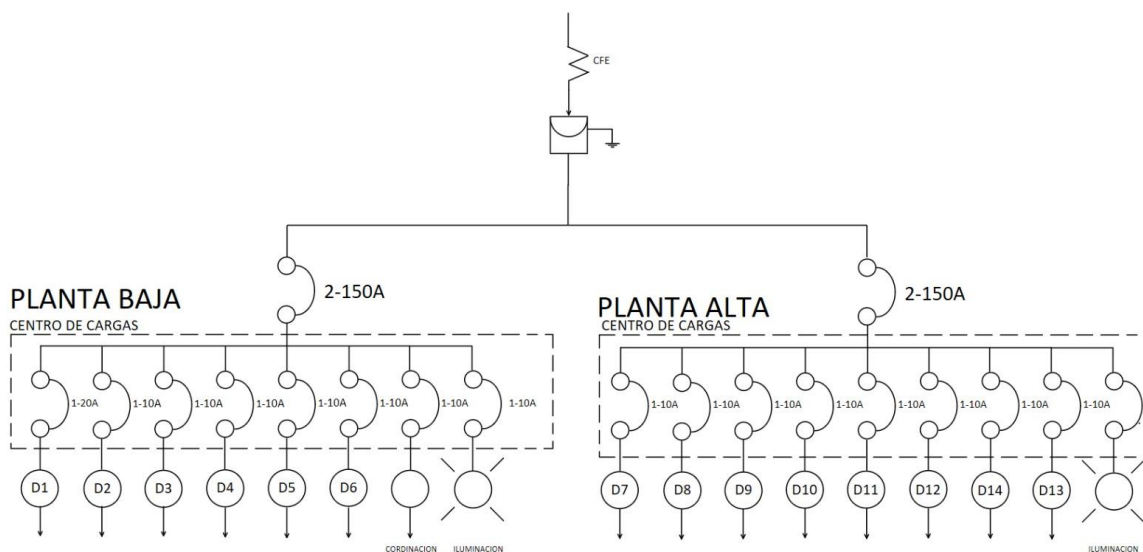 CFE
PLANTA BAJA
CENTRO DE CARGAS
2-150A
PLANTA ALTA
CENTRO DE CARGAS
2-150A
1-20A 1-10A 1-10A 1-10A 1-10A 1-10A 1-10A 1-10A
1-10A 1-10A 1-10A 1-10A 1-10A 1-10A 1-10A 1-10A
D1 D2 D3 D4 D5 D6
CORDINACION ILUMINACION
D7 D8 D9 D10 D11 D12 D14 D13
ILUMINACION